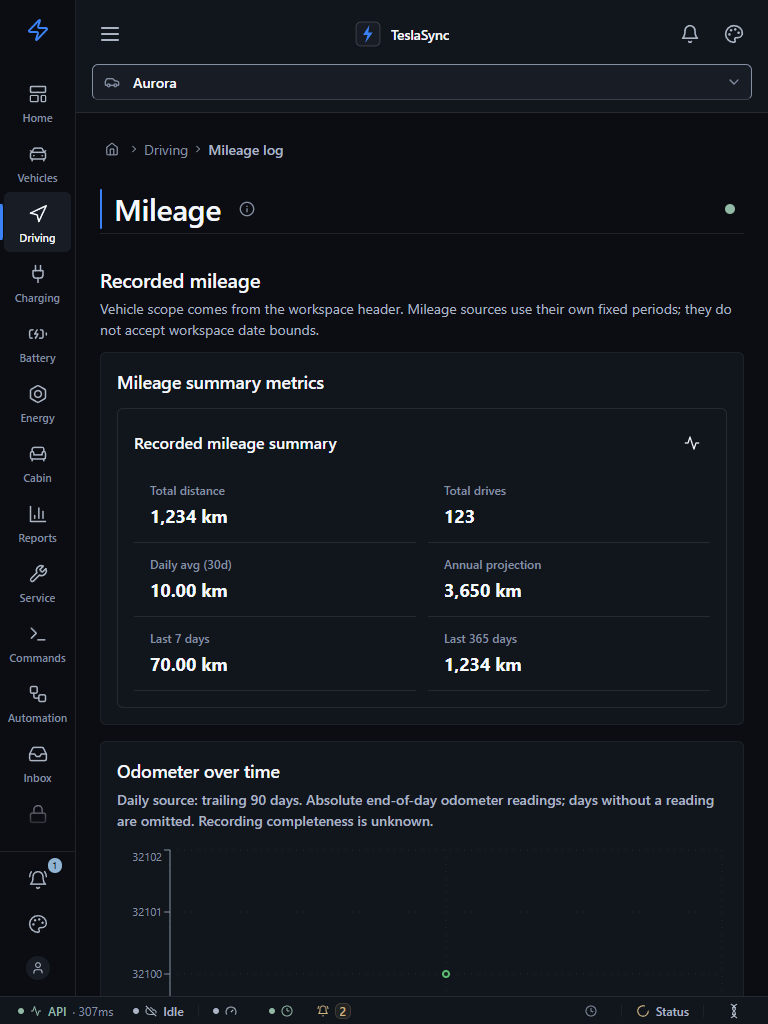 TeslaSync
Aurora
Home
Vehicles
Driving
Charging
Battery
Energy
Cabin
Reports
Service
Commands
Automation
Inbox
1
Driving
Mileage log
Mileage
Recorded mileage
Vehicle scope comes from the workspace header. Mileage sources use their own fixed periods; they do
not accept workspace date bounds.
Mileage summary metrics
Recorded mileage summary
Total distance
1,234 km
Total drives
123
Daily avg (30d)
10.00 km
Annual projection
3,650 km
Last 7 days
70.00 km
Last 365 days
1,234 km
Odometer over time
Daily source: trailing 90 days. Absolute end-of-day odometer readings; days without a reading
are omitted. Recording completeness is unknown.
32102
32101
32100
API · 307ms
Idle
2
Status